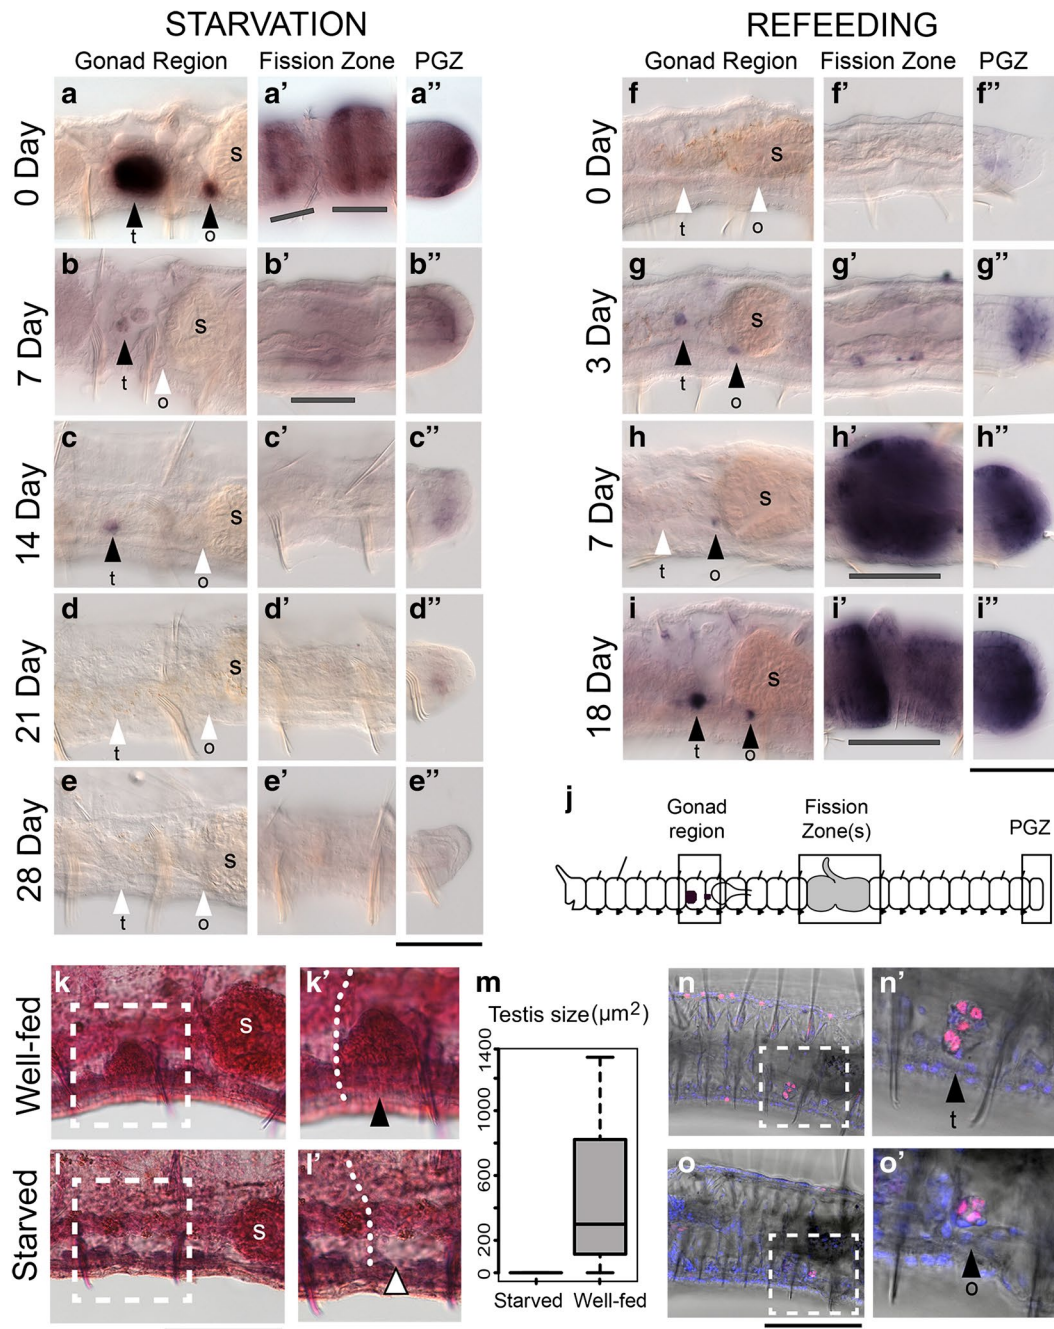 STARVATION
Gonad Region Fission Zone PGZ
0 Day
a a' a"
s
t o
7 Day
b b' b"
s
t
o
14 Day
c c' c"
s
t o
21 Day
d d' d"
s
t o
28 Day
e e' e"
s
t o
REFEEDING
Gonad Region Fission Zone PGZ
0 Day
f f' f"
s
t o
3 Day
g g' g"
s
t
o
7 Day
h h' h"
s
t o
18 Day
i i' i"
s
t o
j
Gonad
region
Fission
Zone(s)
PGZ
Well-fed
k k'
s
Starved
l l'
s
m
Testis size(µm²)
1400
1000
600
200
0
Starved Well-fed
n n'
t
o o'
o